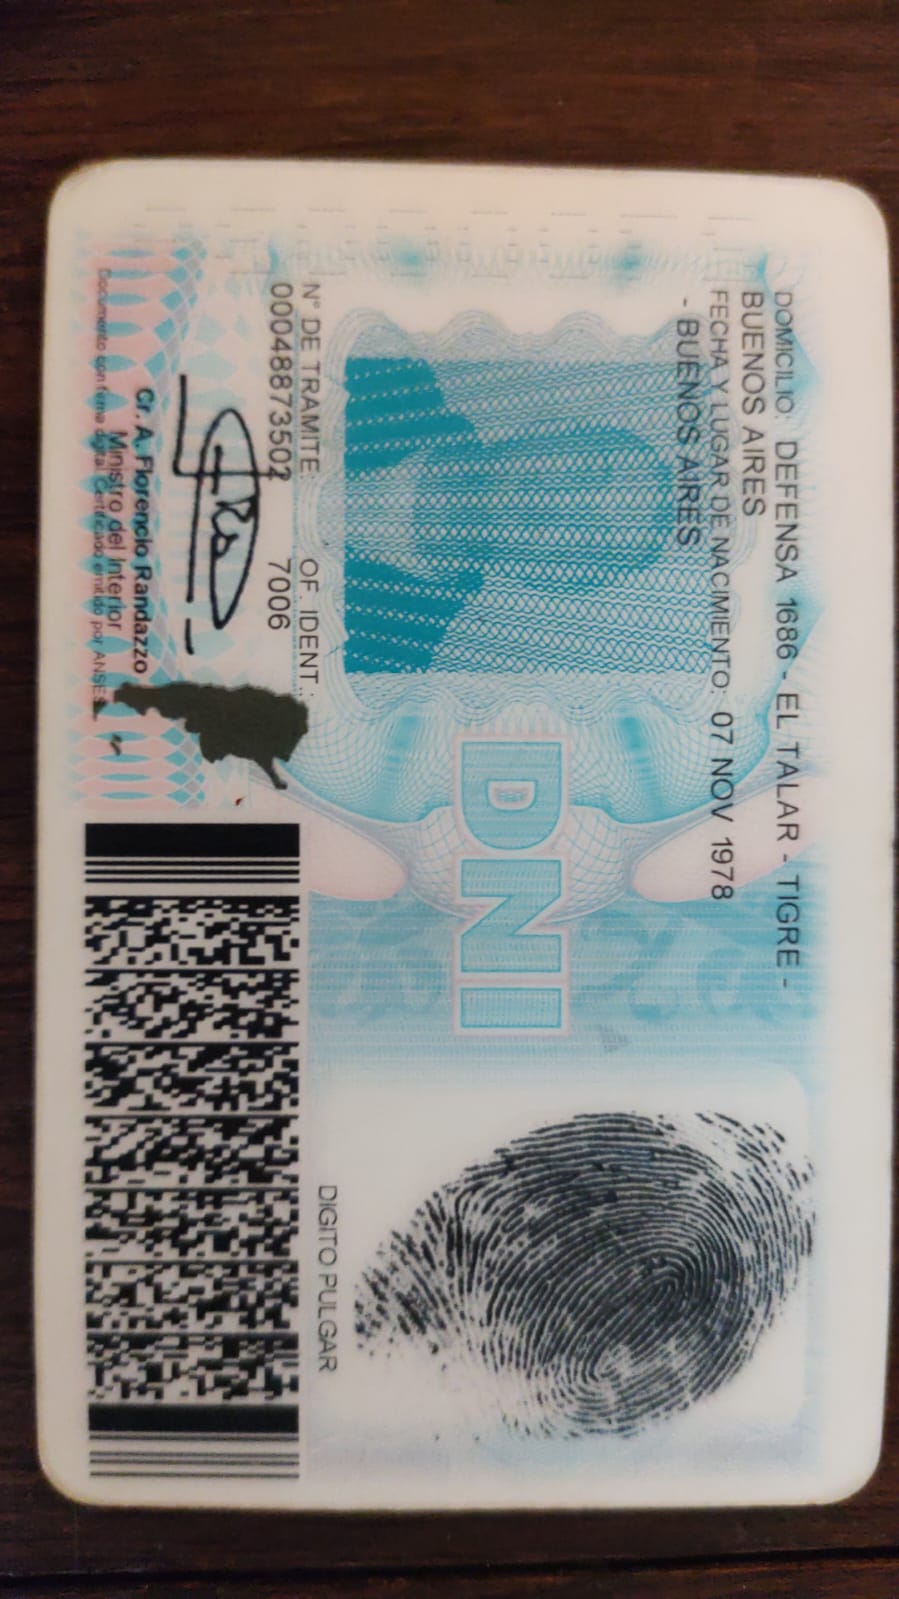 DOMICILIO: DEFENSA 1686 - EL TALAR - TIGRE -
BUENOS AIRES
FECHA Y LUGAR DE NACIMIENTO: 07 NOV 1978
- BUENOS AIRES
DNI
N° DE TRAMITE: OF. IDENT.:
00048873502 7006
Cr. A. Florencio Randazzo
Ministro del Interior
Documento con firma digital. Certificado emitido por ANSES
DIGITO PULGAR